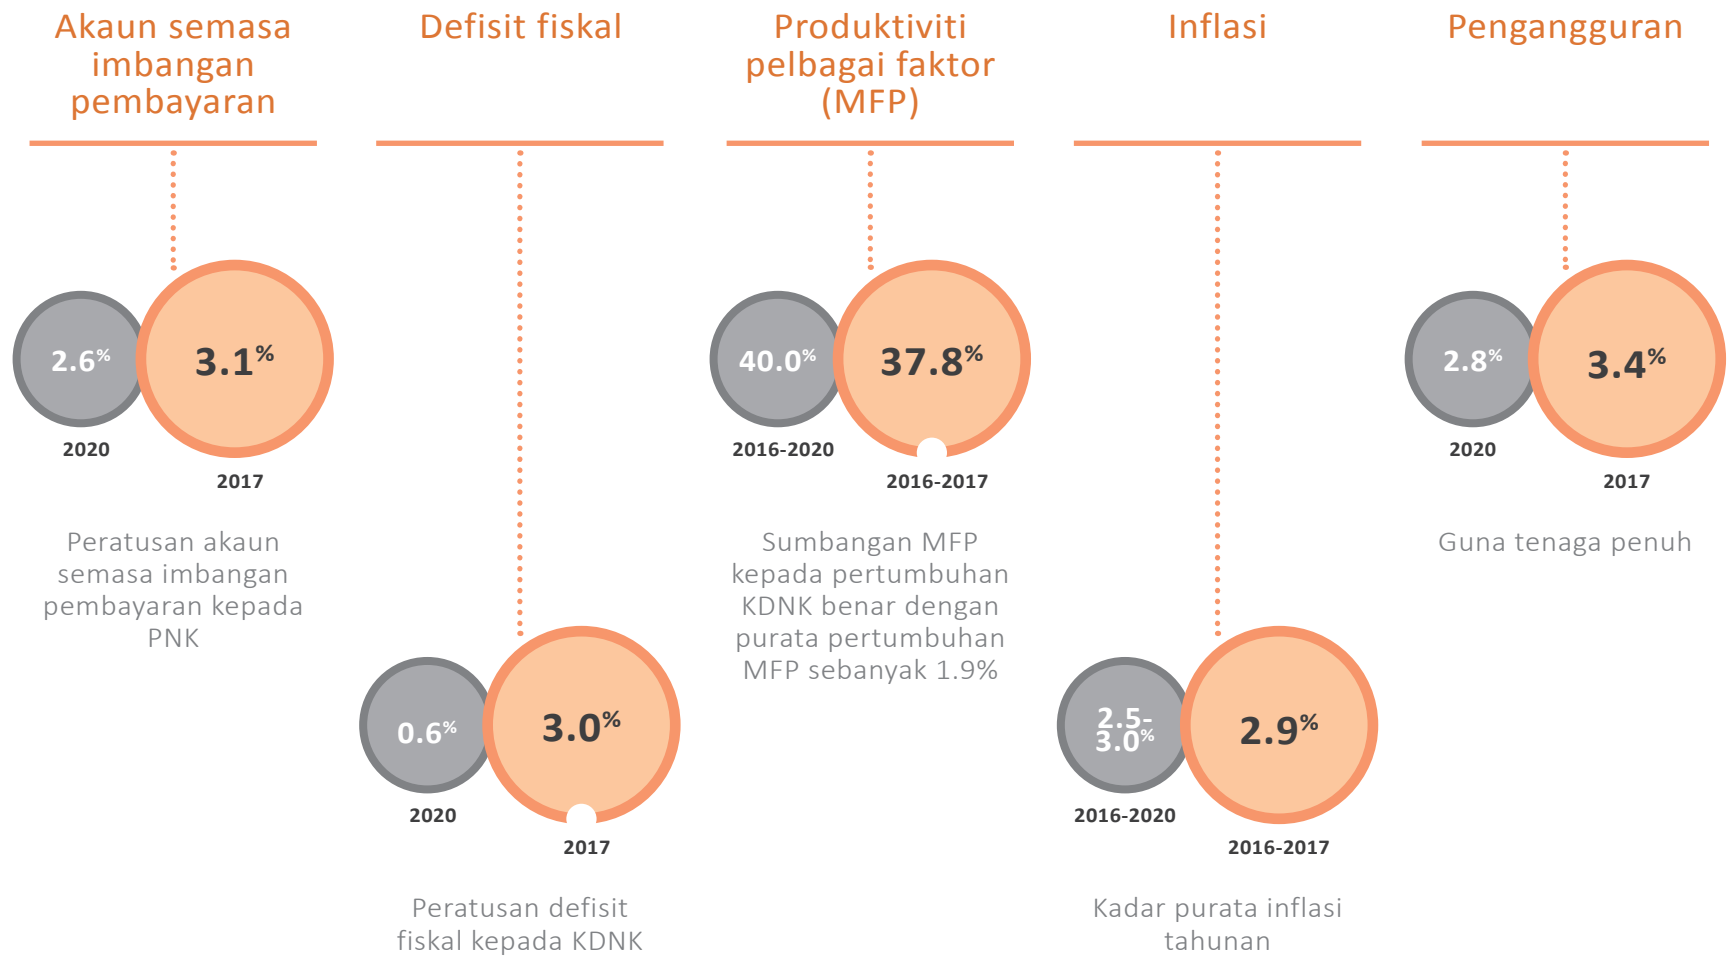 Akaun semasa
imbangan
pembayaran
2.6%
3.1%
2020
2017
Peratusan akaun
semasa imbangan
pembayaran kepada
PNK
Defisit fiskal
0.6%
3.0%
2020
2017
Peratusan defisit
fiskal kepada KDNK
Produktiviti
pelbagai faktor
(MFP)
40.0%
37.8%
2016-2020
2016-2017
Sumbangan MFP
kepada pertumbuhan
KDNK benar dengan
purata pertumbuhan
MFP sebanyak 1.9%
Inflasi
2.5-
3.0%
2.9%
2016-2020
2016-2017
Kadar purata inflasi
tahunan
Pengangguran
2.8%
3.4%
2020
2017
Guna tenaga penuh